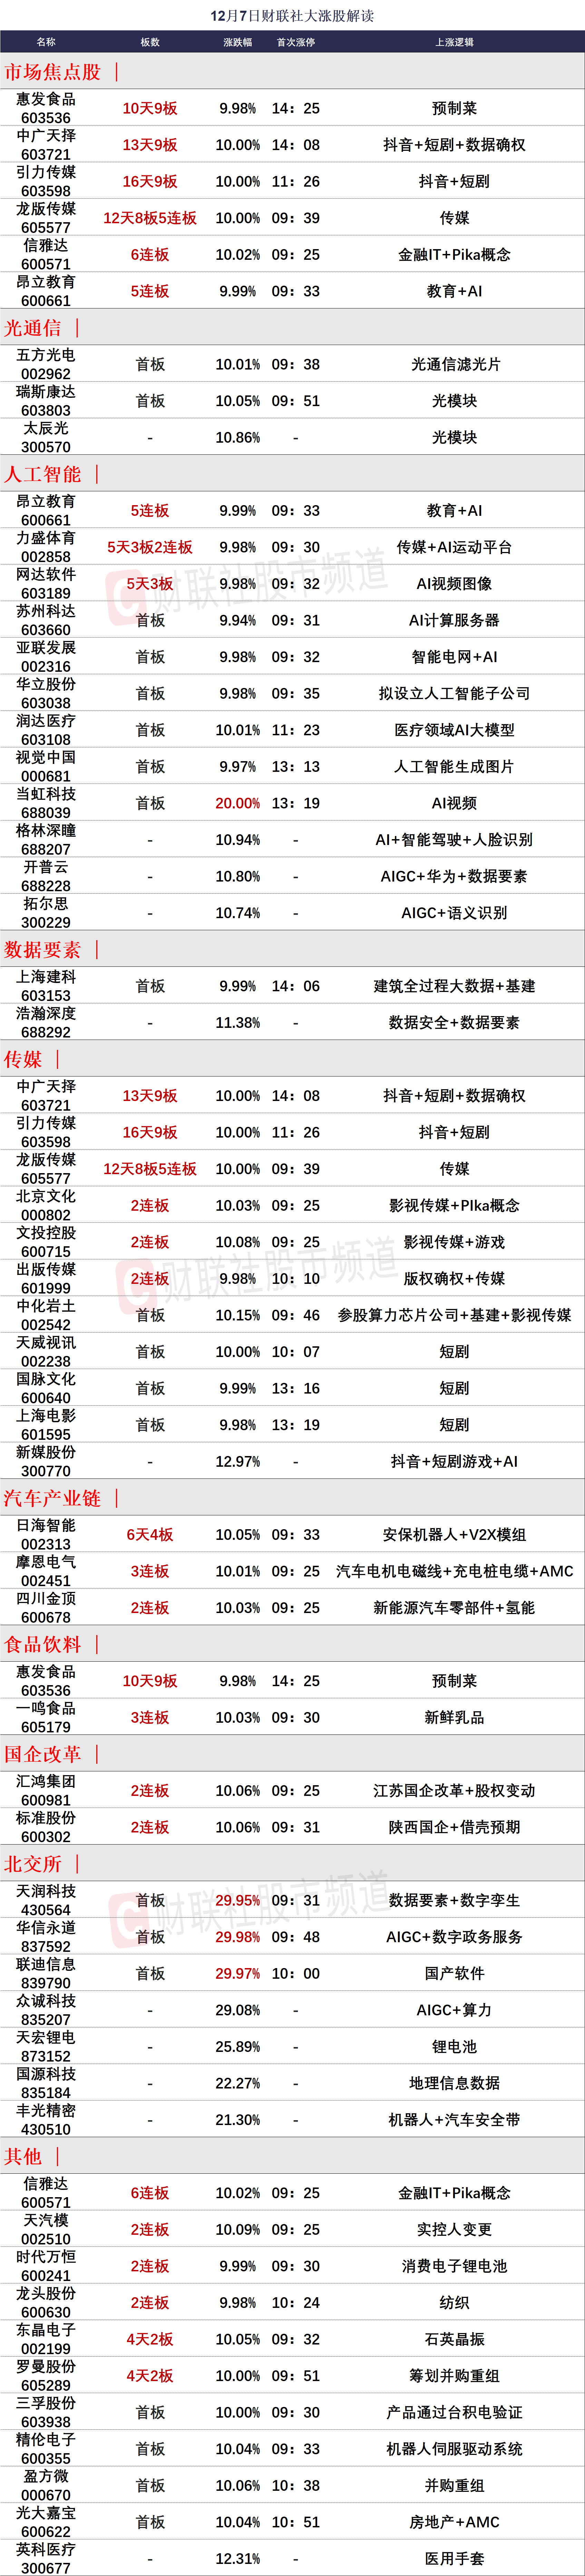 12月7日财联社大涨股解读
名称 板数 涨跌幅 首次涨停 上涨逻辑
市场焦点股 |
惠发食品
603536 10天9板 9.98% 14：25 预制菜
中广天择
603721 13天9板 10.00% 14：08 抖音+短剧+数据确权
引力传媒
603598 16天9板 10.00% 11：26 抖音+短剧
龙版传媒
605577 12天8板5连板 10.00% 09：39 传媒
信雅达
600571 6连板 10.02% 09：25 金融IT+Pika概念
昂立教育
600661 5连板 9.99% 09：33 教育+AI
光通信 |
五方光电
002962 首板 10.01% 09：38 光通信滤光片
瑞斯康达
603803 首板 10.05% 09：51 光模块
太辰光
300570 - 10.86% - 光模块
人工智能 |
昂立教育
600661 5连板 9.99% 09：33 教育+AI
力盛体育
002858 5天3板2连板 9.98% 09：30 传媒+AI运动平台
网达软件
603189 5天3板 9.98% 09：32 AI视频图像
苏州科达
603660 首板 9.94% 09：31 AI计算服务器
亚联发展
002316 首板 9.98% 09：32 智能电网+AI
华立股份
603038 首板 9.98% 09：35 拟设立人工智能子公司
润达医疗
603108 首板 10.01% 11：23 医疗领域AI大模型
视觉中国
000681 首板 9.97% 13：13 人工智能生成图片
当虹科技
688039 首板 20.00% 13：19 AI视频
格林深瞳
688207 - 10.94% - AI+智能驾驶+人脸识别
开普云
688228 - 10.80% - AIGC+华为+数据要素
拓尔思
300229 - 10.74% - AIGC+语义识别
数据要素 |
上海建科
603153 首板 9.99% 14：06 建筑全过程大数据+基建
浩瀚深度
688292 - 11.38% - 数据安全+数据要素
传媒 |
中广天择
603721 13天9板 10.00% 14：08 抖音+短剧+数据确权
引力传媒
603598 16天9板 10.00% 11：26 抖音+短剧
龙版传媒
605577 12天8板5连板 10.00% 09：39 传媒
北京文化
000802 2连板 10.03% 09：25 影视传媒+PIka概念
文投控股
600715 2连板 10.08% 09：25 影视传媒+游戏
出版传媒
601999 2连板 9.98% 10：10 版权确权+传媒
中化岩土
002542 首板 10.15% 09：46 参股算力芯片公司+基建+影视传媒
天威视讯
002238 首板 10.00% 10：07 短剧
国脉文化
600640 首板 9.99% 13：16 短剧
上海电影
601595 首板 9.98% 13：19 短剧
新媒股份
300770 - 12.97% - 抖音+短剧游戏+AI
汽车产业链 |
日海智能
002313 6天4板 10.05% 09：33 安保机器人+V2X模组
摩恩电气
002451 3连板 10.01% 09：25 汽车电机电磁线+充电桩电缆+AMC
四川金顶
600678 2连板 10.03% 09：25 新能源汽车零部件+氢能
食品饮料 |
惠发食品
603536 10天9板 9.98% 14：25 预制菜
一鸣食品
605179 3连板 10.03% 09：30 新鲜乳品
国企改革 |
汇鸿集团
600981 2连板 10.06% 09：25 江苏国企改革+股权变动
标准股份
600302 2连板 10.06% 09：31 陕西国企+借壳预期
北交所 |
天润科技
430564 首板 29.95% 09：31 数据要素+数字孪生
华信永道
837592 首板 29.98% 09：48 AIGC+数字政务服务
联迪信息
839790 首板 29.97% 10：00 国产软件
众诚科技
835207 - 29.08% - AIGC+算力
天宏锂电
873152 - 25.89% - 锂电池
国源科技
835184 - 22.27% - 地理信息数据
丰光精密
430510 - 21.30% - 机器人+汽车安全带
其他 |
信雅达
600571 6连板 10.02% 09：25 金融IT+Pika概念
天汽模
002510 2连板 10.09% 09：25 实控人变更
时代万恒
600241 2连板 9.99% 09：30 消费电子锂电池
龙头股份
600630 2连板 9.98% 10：24 纺织
东晶电子
002199 4天2板 10.05% 09：32 石英晶振
罗曼股份
605289 4天2板 10.00% 09：51 筹划并购重组
三孚股份
603938 首板 10.00% 09：30 产品通过台积电验证
精伦电子
600355 首板 10.04% 09：33 机器人伺服驱动系统
盈方微
000670 首板 10.06% 10：38 并购重组
光大嘉宝
600622 首板 10.04% 10：51 房地产+AMC
英科医疗
300677 - 12.31% - 医用手套
财联社股市频道
财联社股市频道
财联社股市频道